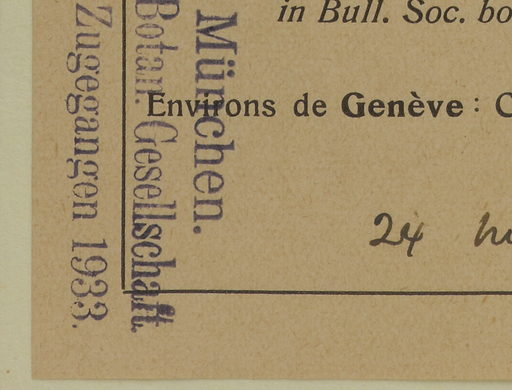 in Bull. Soc. bo
Environs de Genève : C
24
München.
Botan. Gesellschaft.
Zugegangen 1933.